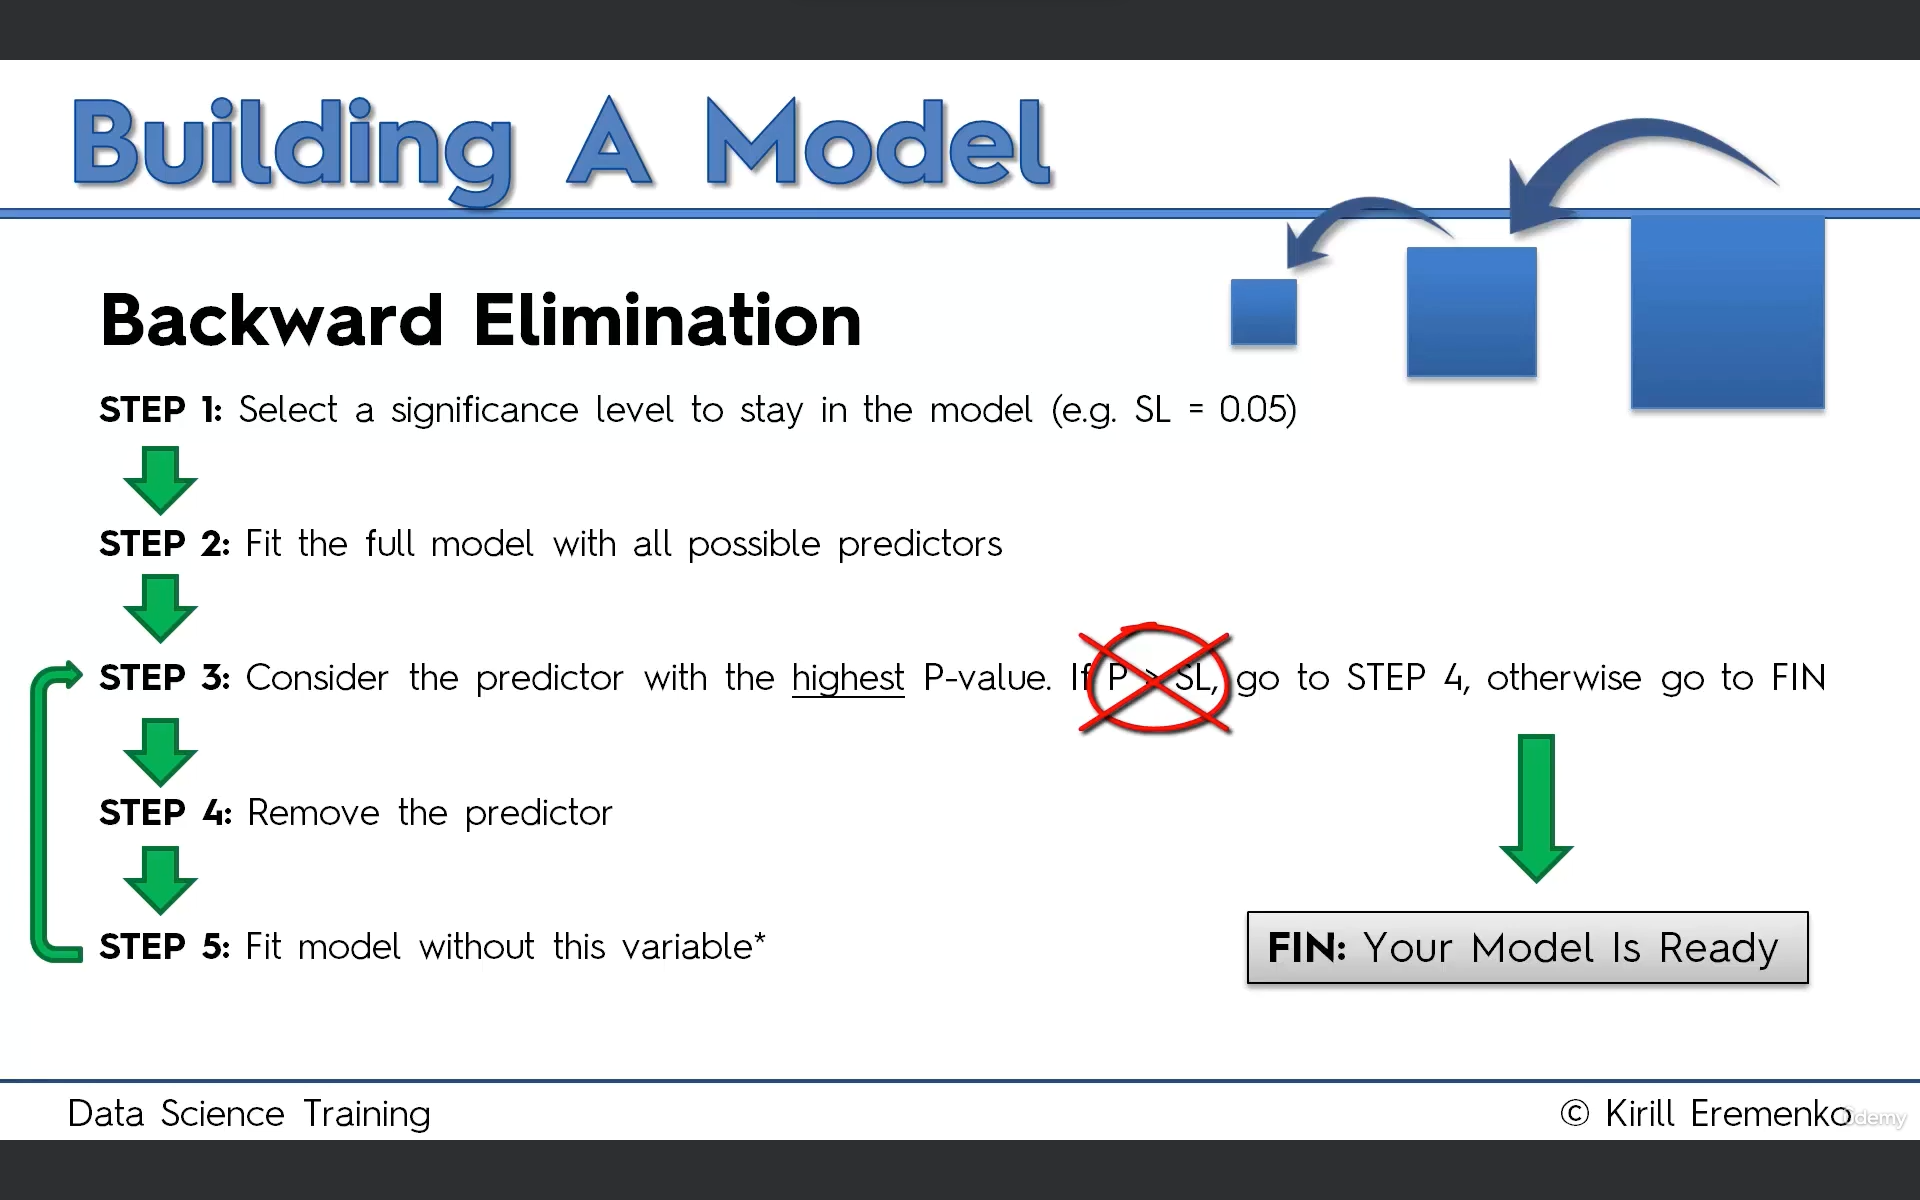 Building A Model
Backward Elimination
STEP 1: Select a significance level to stay in the model (e.g. SL = 0.05)
STEP 2: Fit the full model with all possible predictors
STEP 3: Consider the predictor with the highest P-value. If P > SL, go to STEP 4, otherwise go to FIN
STEP 4: Remove the predictor
STEP 5: Fit model without this variable*
FIN: Your Model Is Ready
Data Science Training
© Kirill Eremenko
Udemy